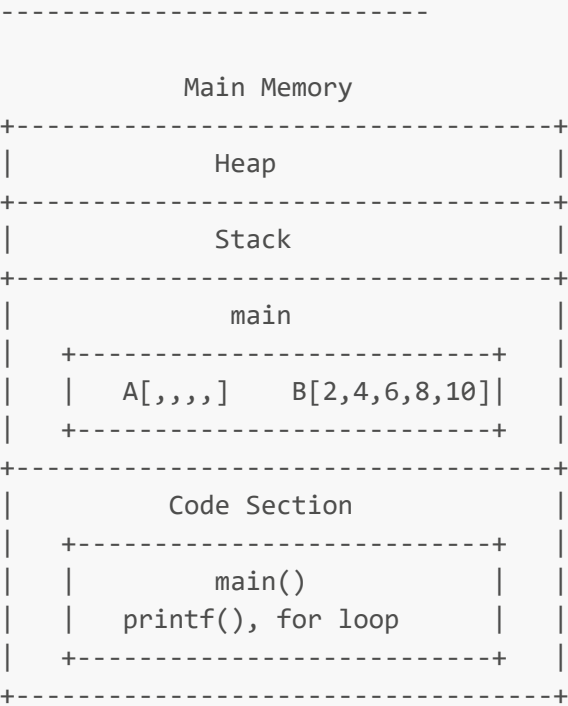 ----------------------------
            Main Memory
+-----------------------------------+
|             Heap                  |
+-----------------------------------+
|             Stack                 |
+-----------------------------------+
|              main                 |
|   +---------------------------+   |
|   |   A[,,,,]    B[2,4,6,8,10]|   |
|   +---------------------------+   |
+-----------------------------------+
|          Code Section             |
|   +---------------------------+   |
|   |         main()            |   |
|   |   printf(), for loop      |   |
|   +---------------------------+   |
+-----------------------------------+